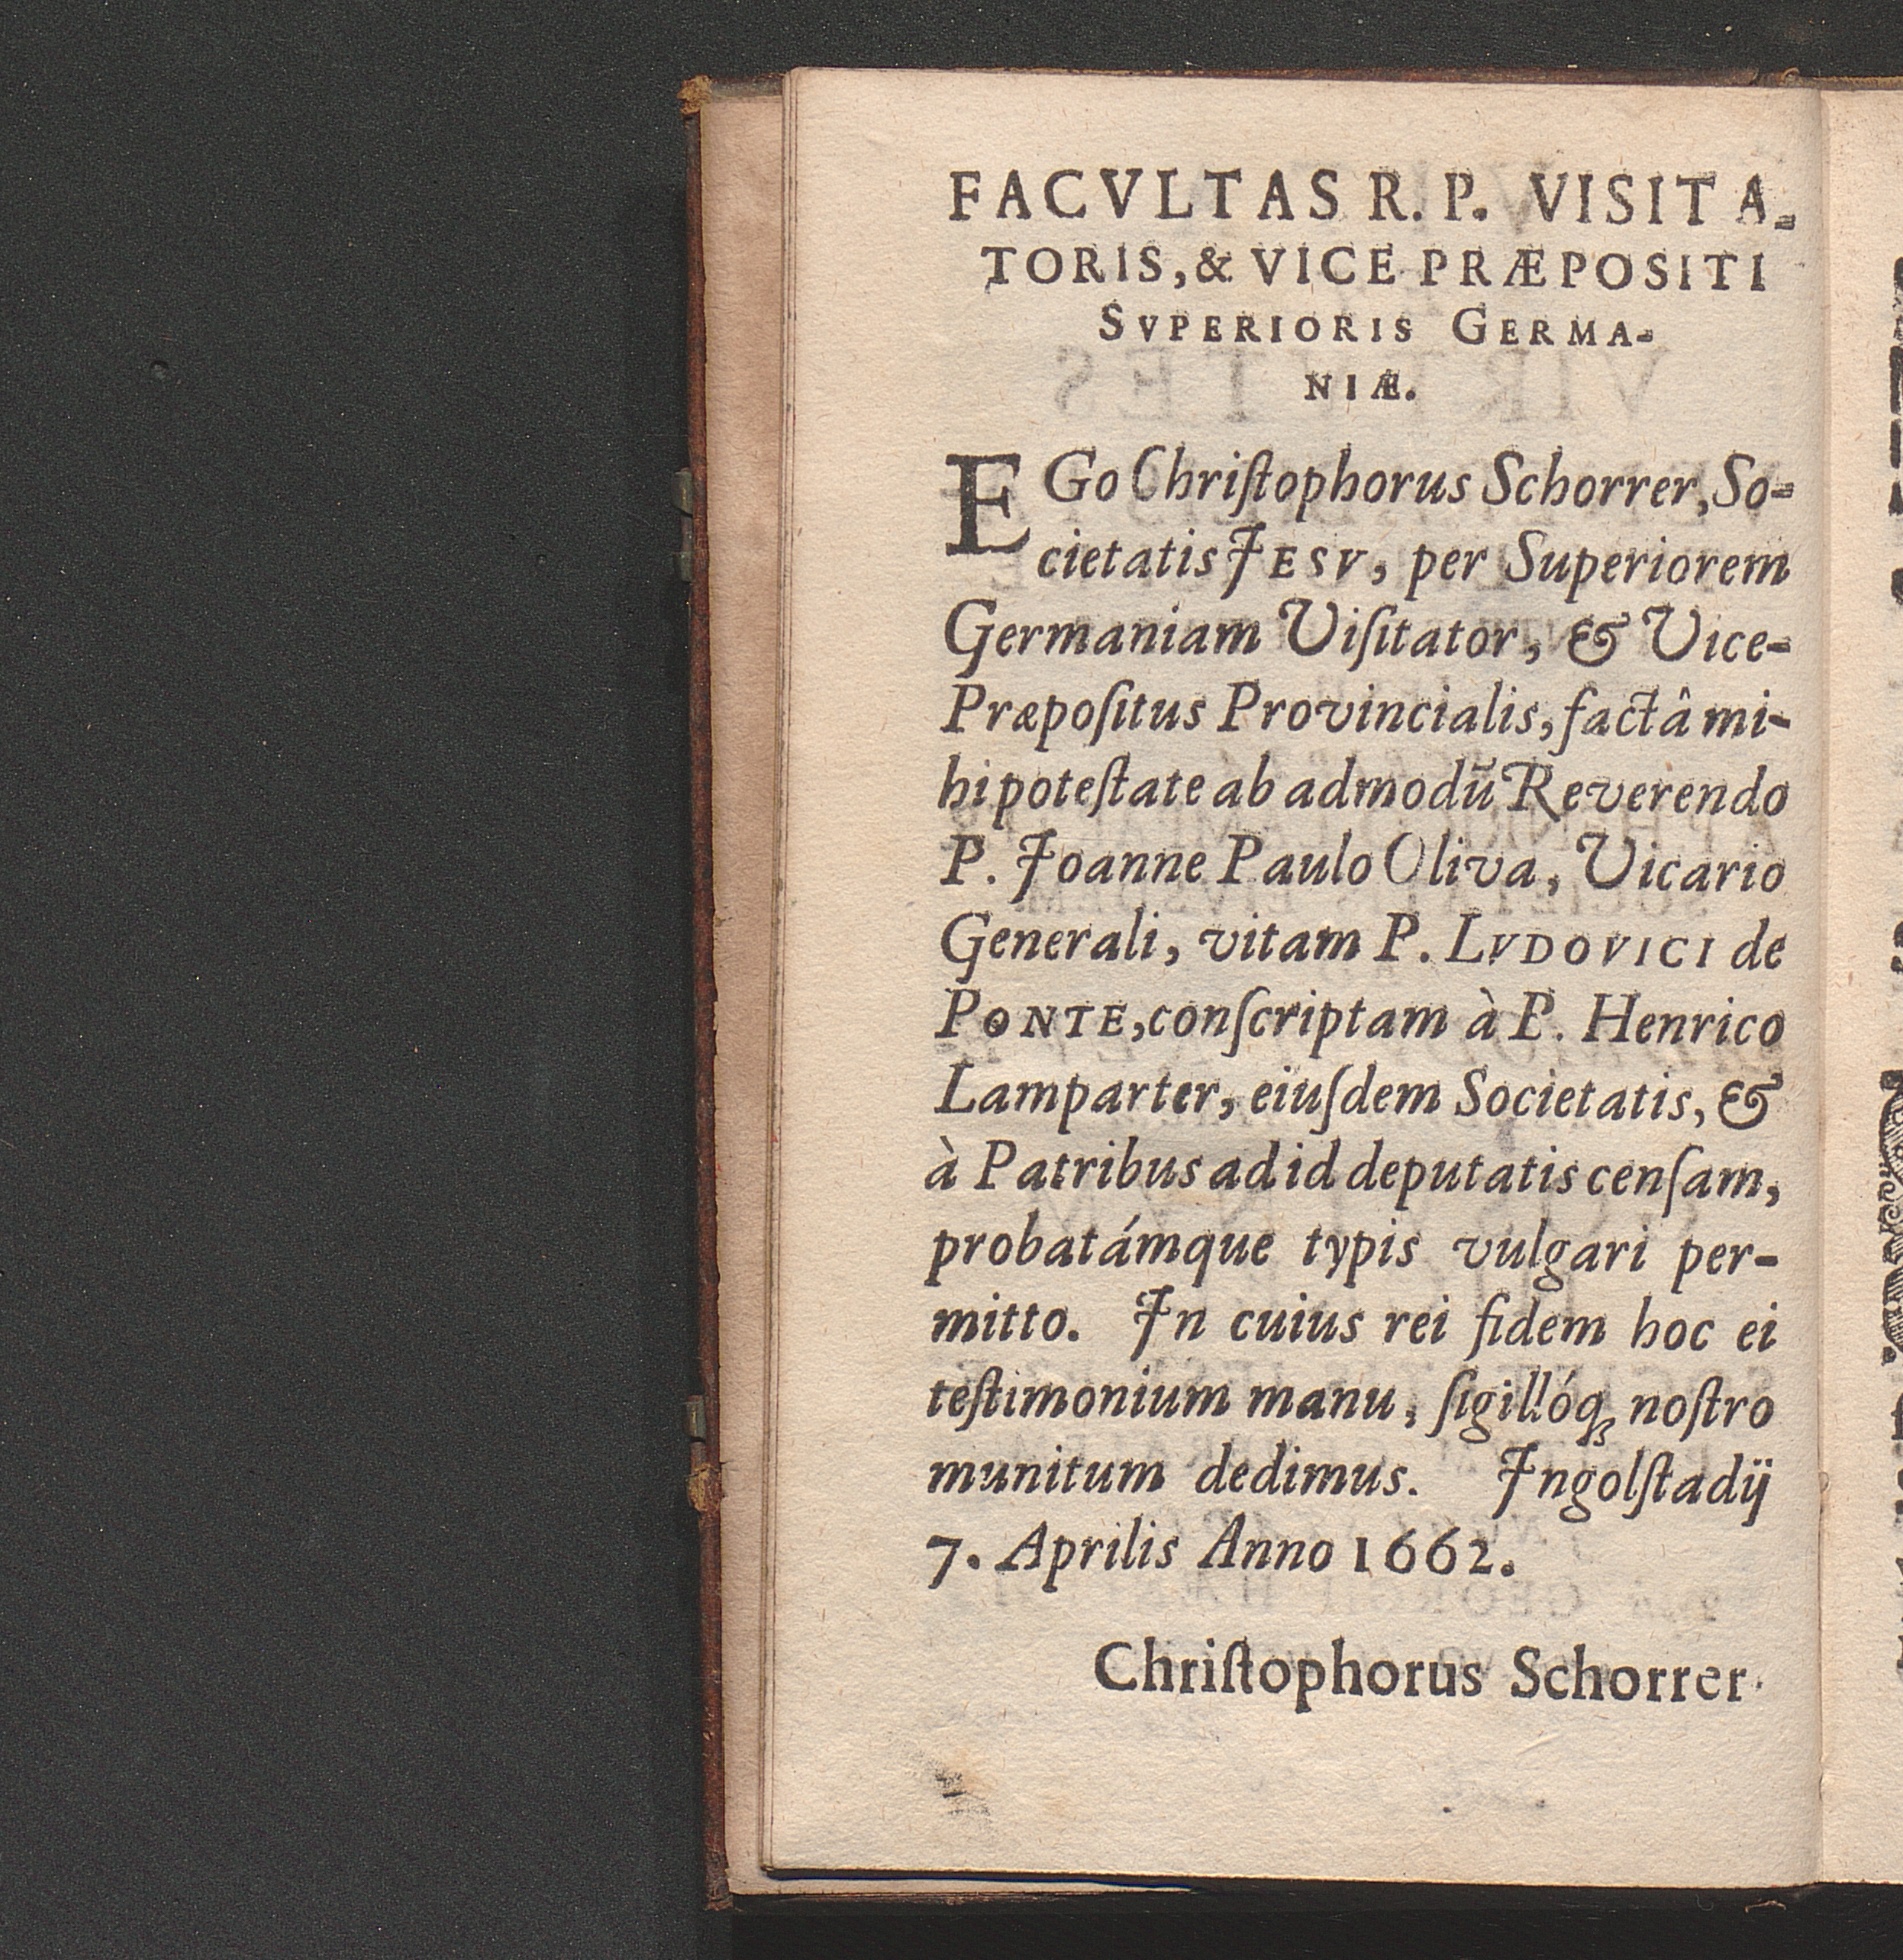 FACVLTAS R. P. VISITA-
TORIS, & VICE PRÆPOSITI
SVPERIORIS GERMA-
NIÆ.
EGo Chriſtophorus Schorrer, So-
cietatis JESV, per Superiorem
Germaniam Viſitator, & Vice-
Præpoſitus Provincialis, factâ mi-
hi poteſtate ab admodū Reverendo
P. Joanne Paulo Oliva, Vicario
Generali, vitam P. LVDOVICI de
PONTE, conſcriptam à P. Henrico
Lamparter, eiuſdem Societatis, &
à Patribus ad id deputatis cenſam,
probatámque typis vulgari per-
mitto. In cuius rei fidem hoc ei
teſtimonium manu, ſigillóq́; noſtro
munitum dedimus. Ingolſtadij
7. Aprilis Anno 1662.
Chriſtophorus Schorrer.